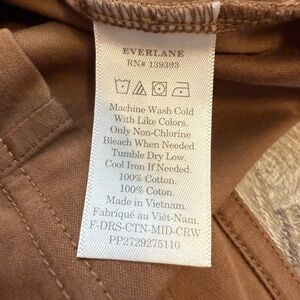 EVERLANE
RN# 139393
Machine Wash Cold
With Like Colors.
Only Non-Chlorine
Bleach When Needed.
Tumble Dry Low.
Cool Iron If Needed.
100% Cotton.
100% Coton.
Made in Vietnam.
Fabriqué au Viêt-Nam.
F-DRS-CTN-MID-CRW
PP2729275110